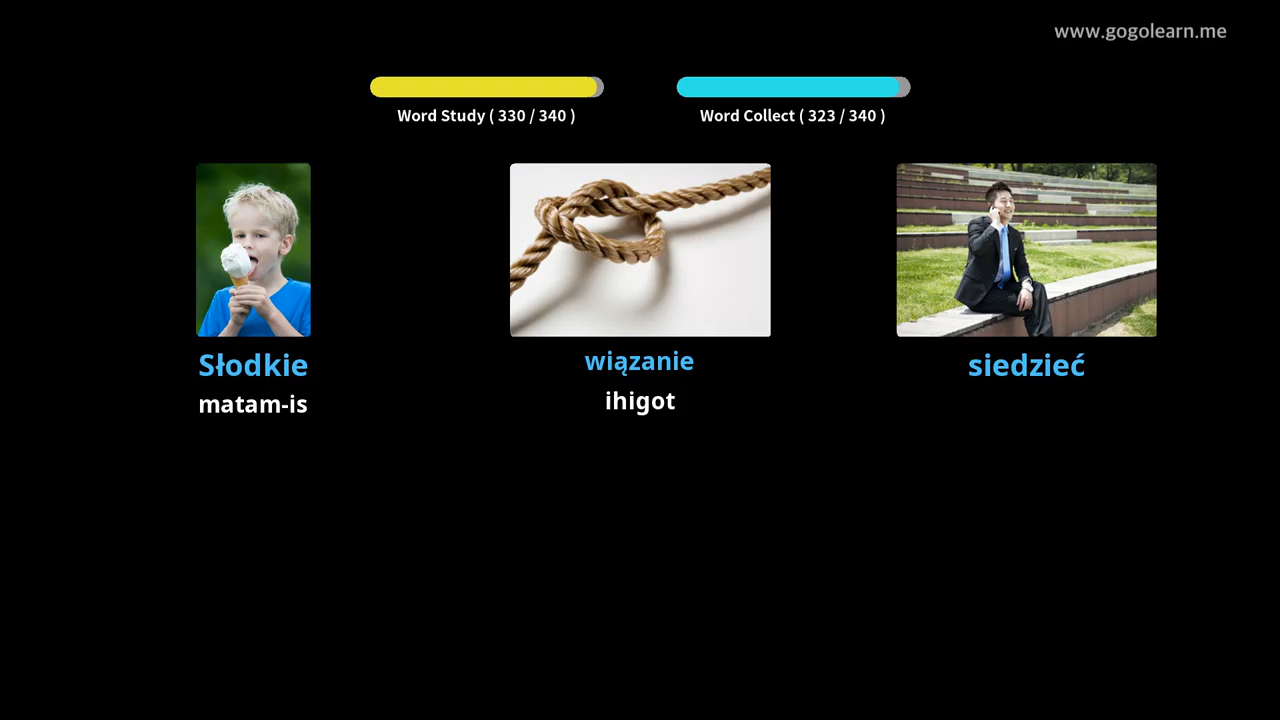 www.gogolearn.me
Word Study ( 330 / 340 )
Word Collect ( 323 / 340 )
Słodkie
matam-is
wiązanie
ihigot
siedzieć